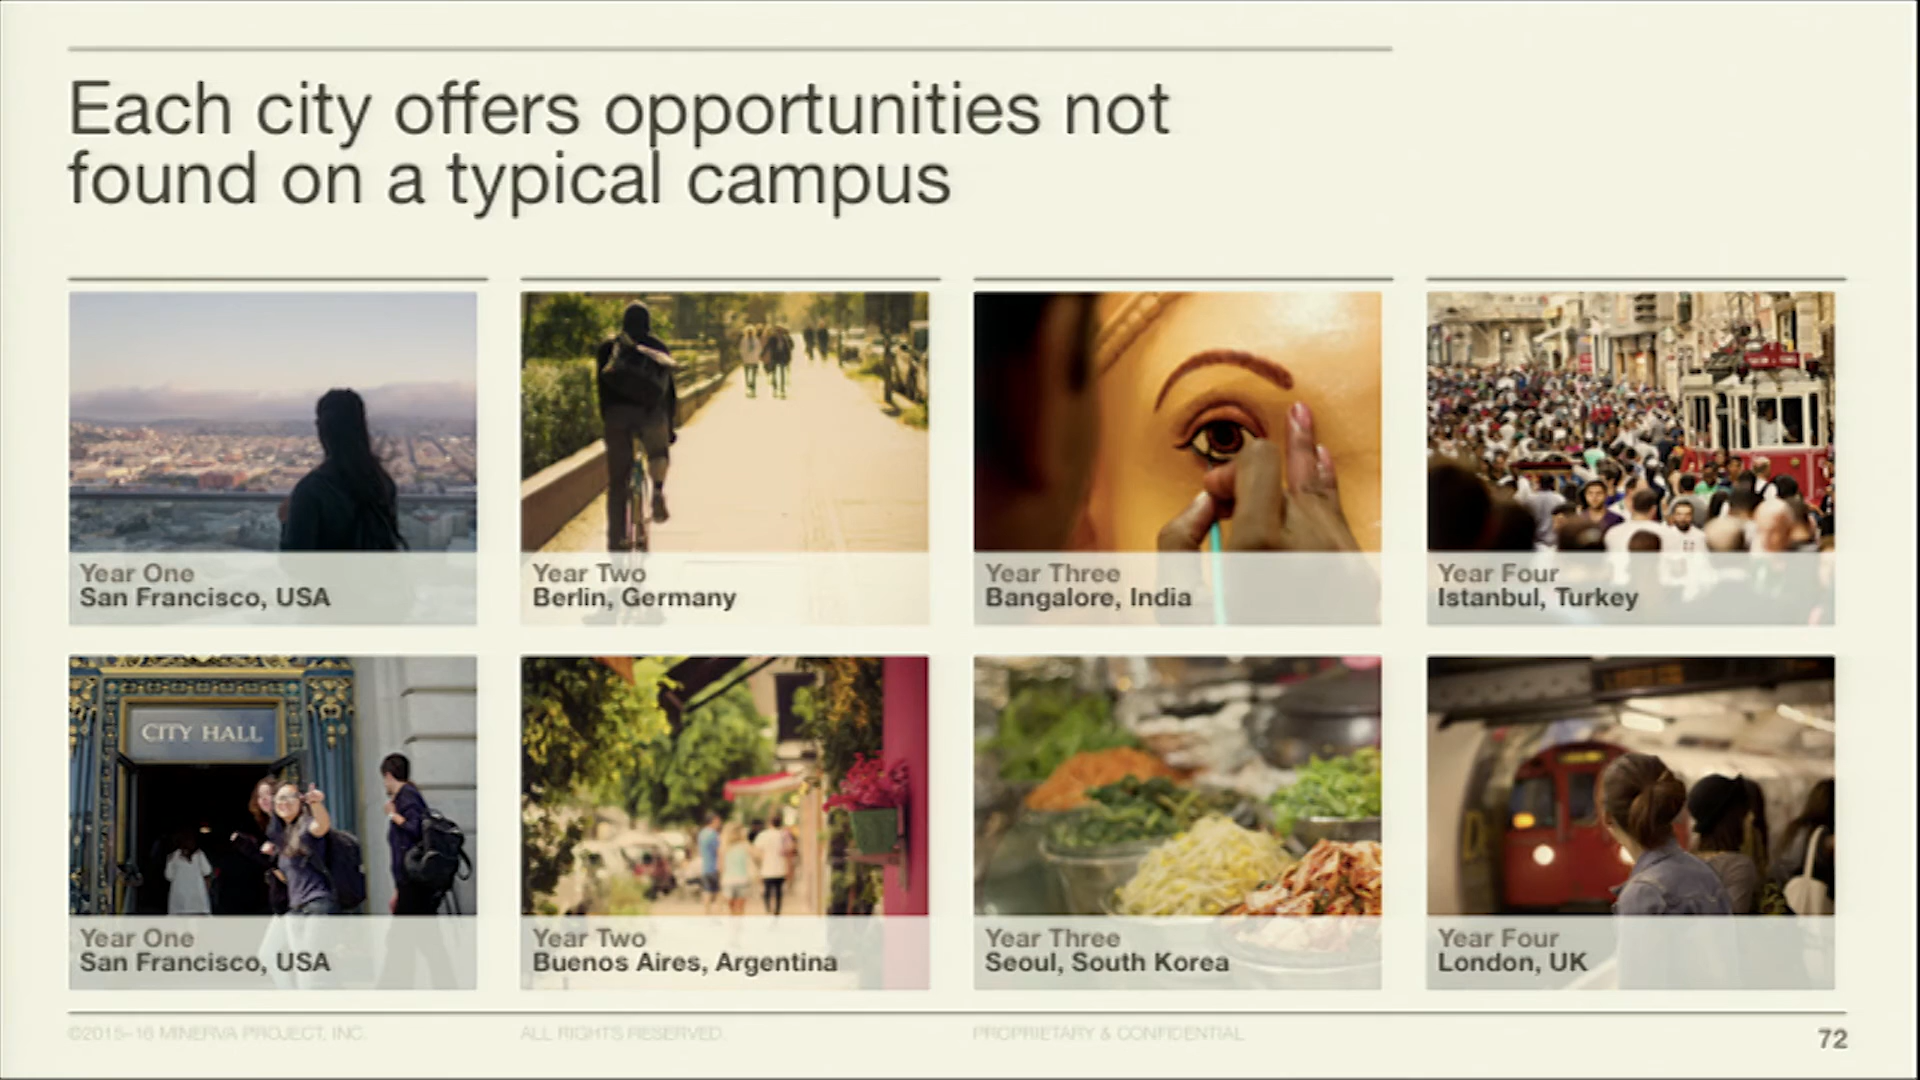 Each city offers opportunities not
found on a typical campus
Year One
San Francisco, USA
Year Two
Berlin, Germany
Year Three
Bangalore, India
Year Four
Istanbul, Turkey
CITY HALL
Year One
San Francisco, USA
Year Two
Buenos Aires, Argentina
Year Three
Seoul, South Korea
Year Four
London, UK
©2015–16 MINERVA PROJECT, INC.
ALL RIGHTS RESERVED.
PROPRIETARY & CONFIDENTIAL
72